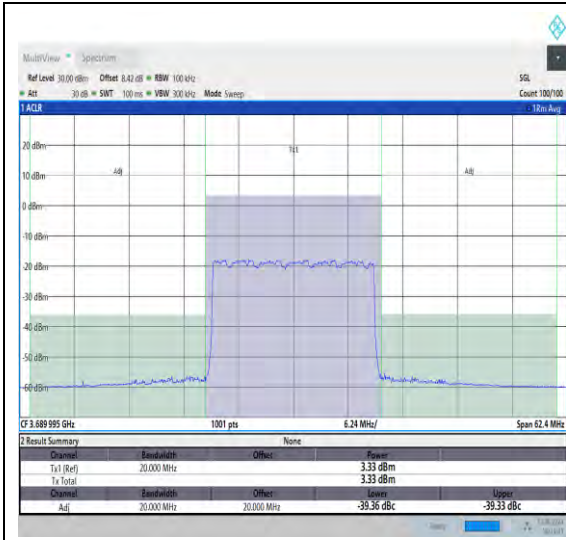 MultiView Spectrum
Ref Level 30.00 dBm Offset 8.42 dB RBW 100 kHz SGL
Att 30 dB SWT 100 ms VBW 300 kHz Mode Sweep Count 100/100
1 ACLR 1Rm Avg
Tx1
20 dBm
Adj Adj
10 dBm
0 dBm
-10 dBm
-20 dBm
-30 dBm
-40 dBm
-50 dBm
-60 dBm
CF 3.689 995 GHz 1001 pts 6.24 MHz/ Span 62.4 MHz
2 Result Summary None
Channel Bandwidth Offset Power
Tx1 (Ref) 20.000 MHz 3.33 dBm
Tx Total 3.33 dBm
Channel Bandwidth Offset Lower Upper
Adj 20.000 MHz 20.000 MHz -39.36 dBc -39.33 dBc